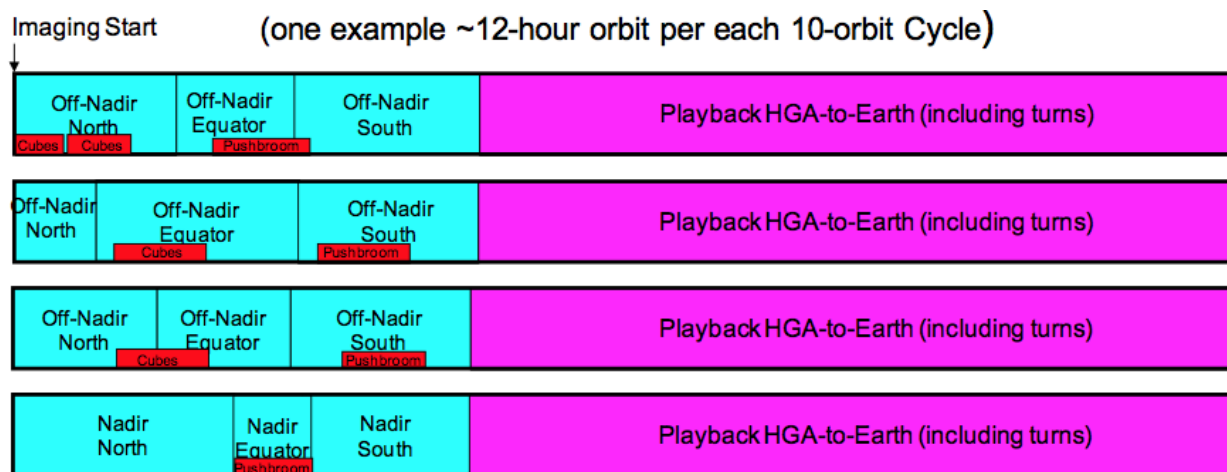 Imaging Start
(one example ~12-hour orbit per each 10-orbit Cycle)
Off-Nadir
North
Off-Nadir
Equator
Off-Nadir
South
Playback HGA-to-Earth (including turns)
Cubes
Cubes
Pushbroom
Off-Nadir
North
Off-Nadir
Equator
Off-Nadir
South
Playback HGA-to-Earth (including turns)
Cubes
Pushbroom
Off-Nadir
North
Off-Nadir
Equator
Off-Nadir
South
Playback HGA-to-Earth (including turns)
Cubes
Pushbroom
Nadir
North
Nadir
Equator
Nadir
South
Playback HGA-to-Earth (including turns)
Pushbroom